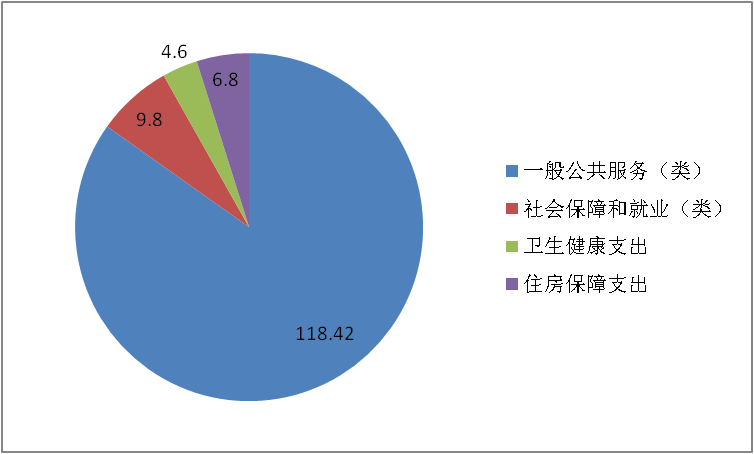 4.6
6.8
9.8
118.42
一般公共服务（类）
社会保障和就业（类）
卫生健康支出
住房保障支出